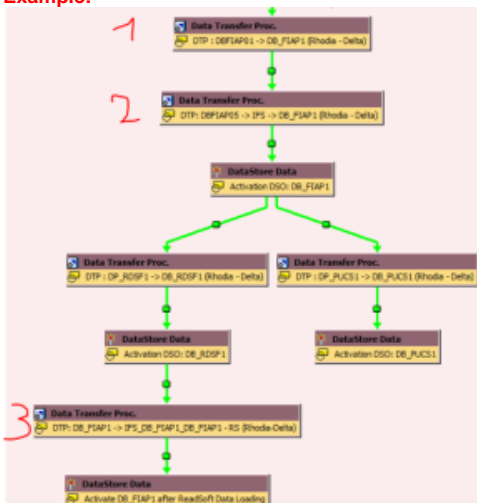 Example:
1
Data Transfer Proc.
DTP : DBFIAP01 -> DB_FIAP1 (Rhodia - Delta)
2
Data Transfer Proc.
DTP: DBFIAP05 -> IFS -> DB_FIAP1 (Rhodia - Delta)
DataStore Data
Activation DSO: DB_FIAP1
Data Transfer Proc.
DTP : DP_RDSF1 -> DB_RDSF1 (Rhodia - Delta)
Data Transfer Proc.
DTP : DP_PUCS1 -> DB_PUCS1 (Rhodia - Delta)
DataStore Data
Activation DSO: DB_RDSF1
DataStore Data
Activation DSO: DB_PUCS1
3
Data Transfer Proc.
DTP: DB_FIAP1 -> IFS_DB_FIAP1_DB_FIAP1 - RS (Rhodia-Delta)
DataStore Data
Activate DB_FIAP1 after ReadSoft Data Loading